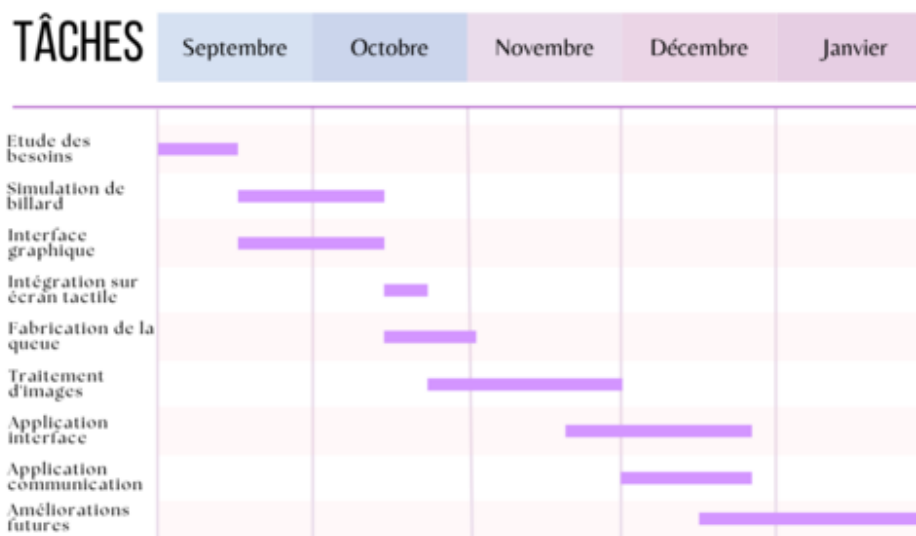 TÂCHES
Septembre
Octobre
Novembre
Décembre
Janvier
Etude des
besoins
Simulation de
billard
Interface
graphique
Intégration sur
écran tactile
Fabrication de la
queue
Traitement
d'images
Application
interface
Application
communication
Améliorations
futures